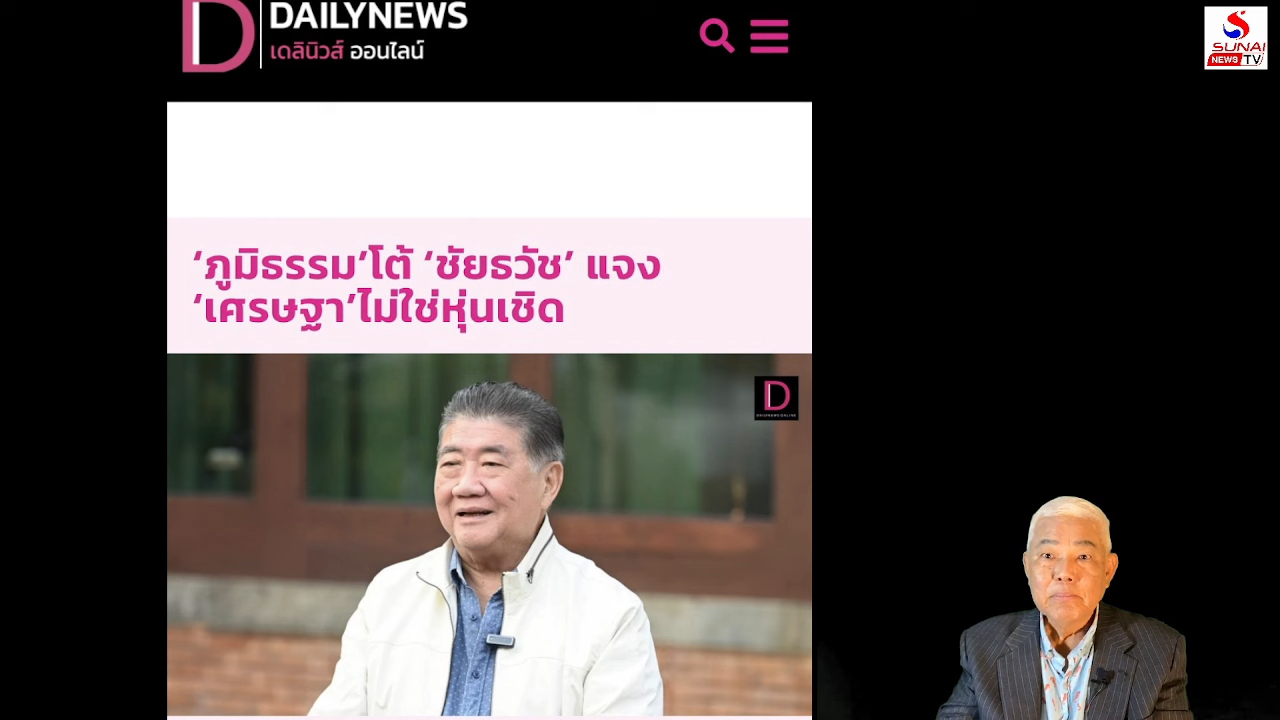 DAILYNEWS
เดลินิวส์ ออนไลน์
SUNAI
NEWS TV
‘ภูมิธรรม’โต้ ‘ชัยธวัช’ แจง
‘เศรษฐา’ไม่ใช่หุ่นเชิด
D
DAILYNEWS ONLINE